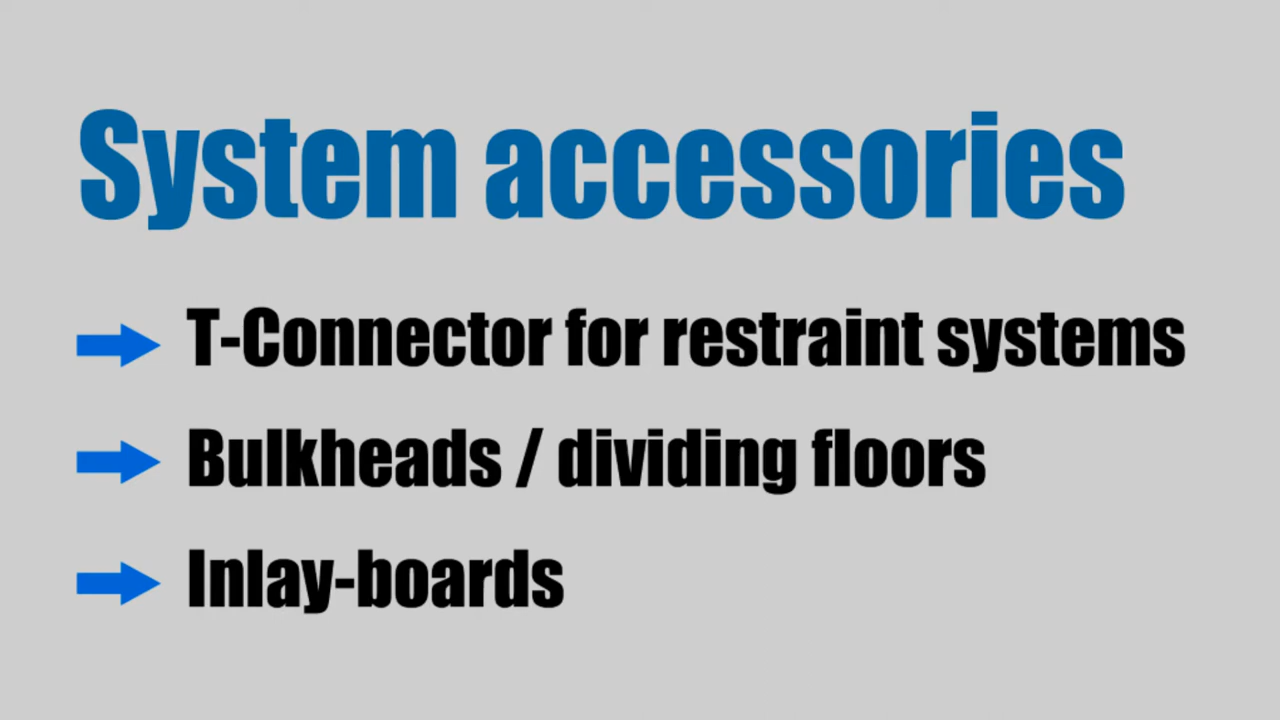 System accessories
T-Connector for restraint systems
Bulkheads / dividing floors
Inlay-boards